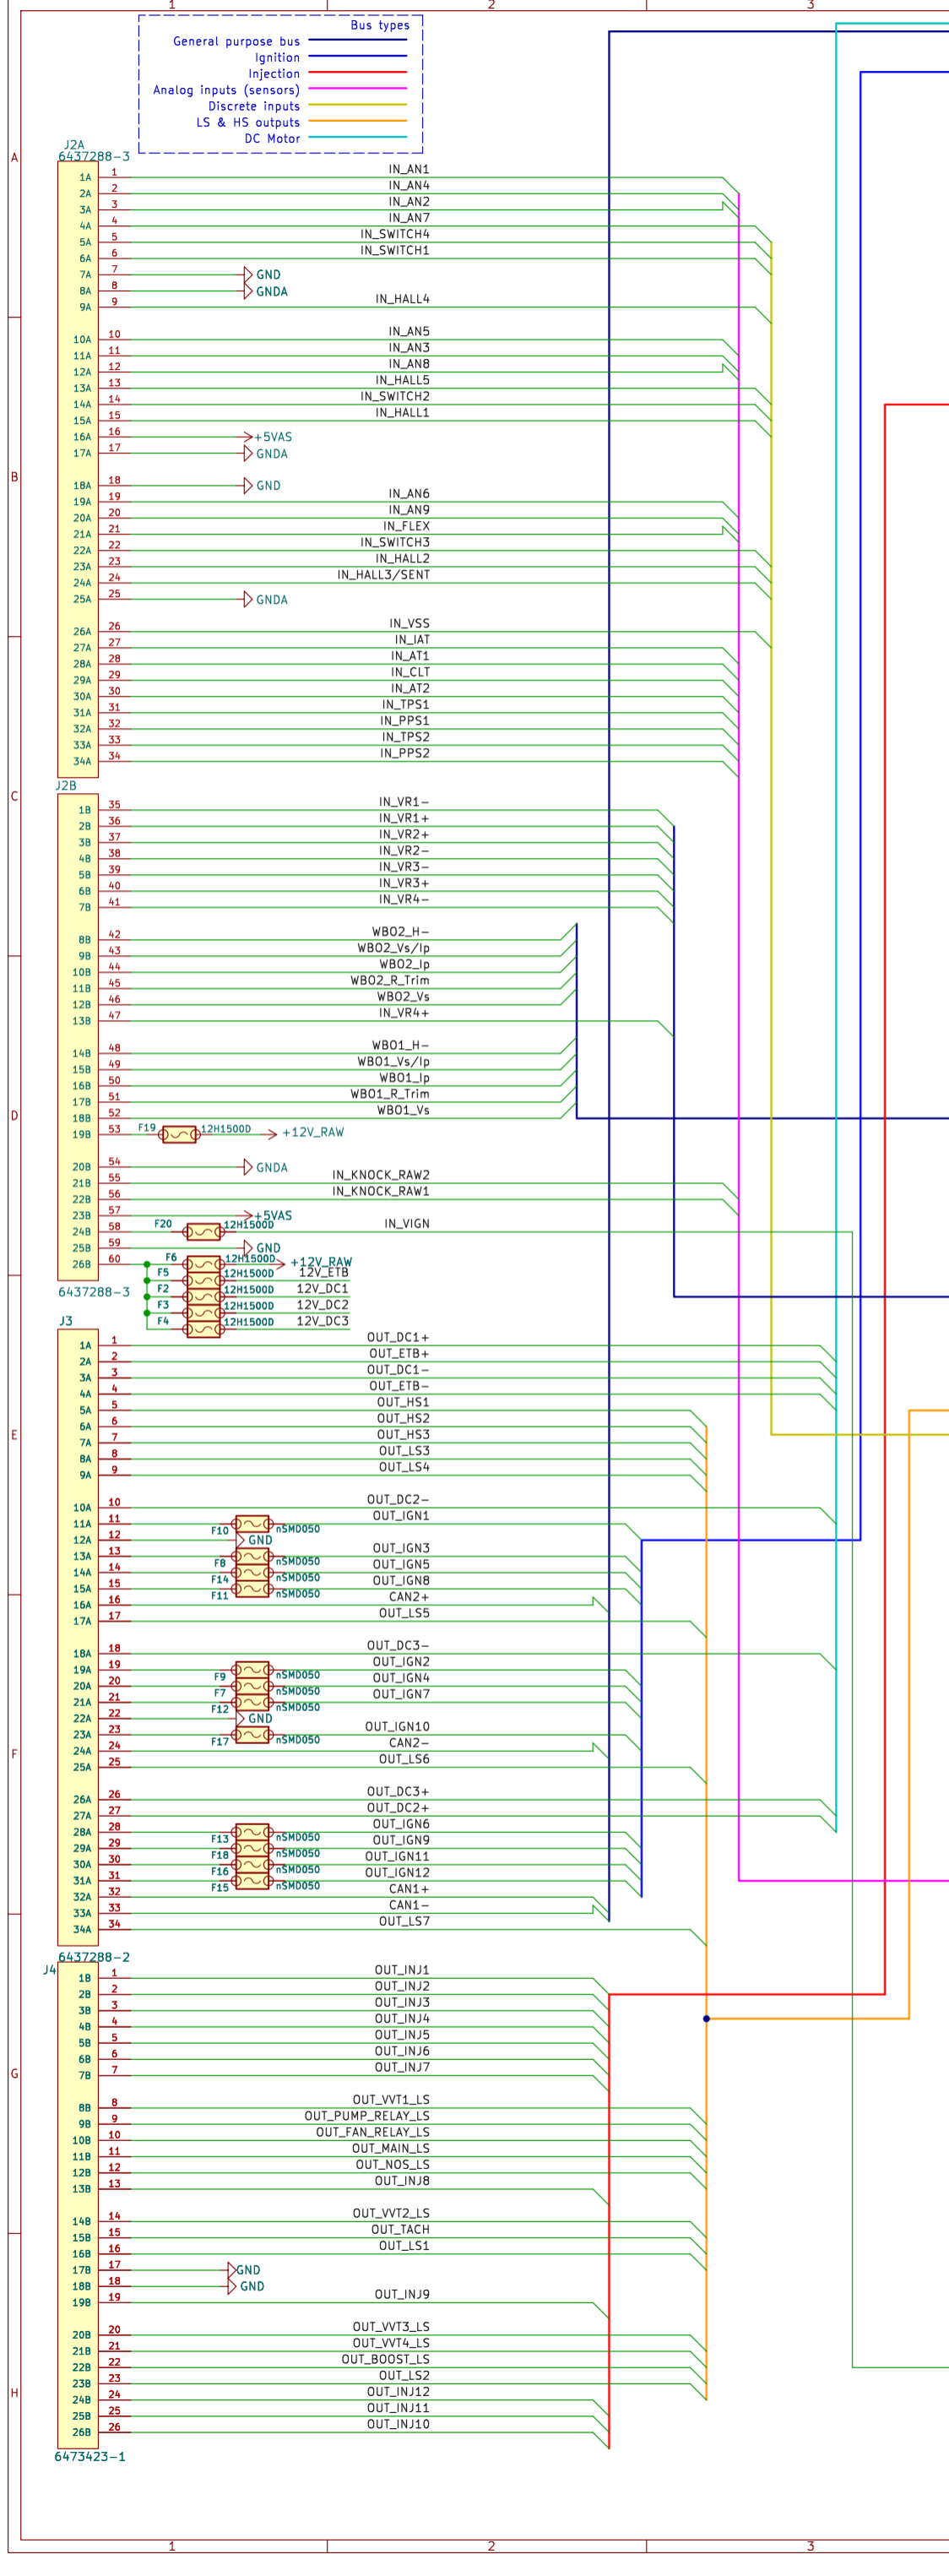 1 2 3
Bus types
General purpose bus
Ignition
Injection
Analog inputs (sensors)
Discrete inputs
LS & HS outputs
DC Motor
A
J2A
6437288-3
1A 1 IN_AN1
2A 2 IN_AN4
3A 3 IN_AN2
4A 4 IN_AN7
5A 5 IN_SWITCH4
6A 6 IN_SWITCH1
7A 7 GND
8A 8 GNDA
9A 9 IN_HALL4
10A 10 IN_AN5
11A 11 IN_AN3
12A 12 IN_AN8
13A 13 IN_HALL5
14A 14 IN_SWITCH2
15A 15 IN_HALL1
16A 16 +5VAS
17A 17 GNDA
B
18A 18 GND
19A 19 IN_AN6
20A 20 IN_AN9
21A 21 IN_FLEX
22A 22 IN_SWITCH3
23A 23 IN_HALL2
24A 24 IN_HALL3/SENT
25A 25 GNDA
26A 26 IN_VSS
27A 27 IN_IAT
28A 28 IN_AT1
29A 29 IN_CLT
30A 30 IN_AT2
31A 31 IN_TPS1
32A 32 IN_PPS1
33A 33 IN_TPS2
34A 34 IN_PPS2
J2B
C
1B 35 IN_VR1-
2B 36 IN_VR1+
3B 37 IN_VR2+
4B 38 IN_VR2-
5B 39 IN_VR3-
6B 40 IN_VR3+
7B 41 IN_VR4-
8B 42 WBO2_H-
9B 43 WBO2_Vs/Ip
10B 44 WBO2_Ip
11B 45 WBO2_R_Trim
12B 46 WBO2_Vs
13B 47 IN_VR4+
14B 48 WBO1_H-
15B 49 WBO1_Vs/Ip
16B 50 WBO1_Ip
17B 51 WBO1_R_Trim
D
18B 52 WBO1_Vs
19B 53 F19 12H1500D +12V_RAW
20B 54 GNDA
21B 55 IN_KNOCK_RAW2
22B 56 IN_KNOCK_RAW1
23B 57 +5VAS
24B 58 F20 12H1500D IN_VIGN
25B 59 GND
26B 60 F6 12H1500D +12V_RAW
F5 12H1500D 12V_ETB
F2 12H1500D 12V_DC1
F3 12H1500D 12V_DC2
F4 12H1500D 12V_DC3
6437288-3
J3
1A 1 OUT_DC1+
2A 2 OUT_ETB+
3A 3 OUT_DC1-
4A 4 OUT_ETB-
5A 5 OUT_HS1
E
6A 6 OUT_HS2
7A 7 OUT_HS3
8A 8 OUT_LS3
9A 9 OUT_LS4
10A 10 OUT_DC2-
11A 11 F10 nSMD050 OUT_IGN1
12A 12 GND
13A 13 F8 nSMD050 OUT_IGN3
14A 14 F14 nSMD050 OUT_IGN5
15A 15 F11 nSMD050 OUT_IGN8
16A 16 CAN2+
17A 17 OUT_LS5
18A 18 OUT_DC3-
19A 19 F9 nSMD050 OUT_IGN2
20A 20 F7 nSMD050 OUT_IGN4
21A 21 F12 nSMD050 OUT_IGN7
22A 22 GND
23A 23 F17 nSMD050 OUT_IGN10
F
24A 24 CAN2-
25A 25 OUT_LS6
26A 26 OUT_DC3+
27A 27 OUT_DC2+
28A 28 F13 nSMD050 OUT_IGN6
29A 29 F18 nSMD050 OUT_IGN9
30A 30 F16 nSMD050 OUT_IGN11
31A 31 F15 nSMD050 OUT_IGN12
32A 32 CAN1+
33A 33 CAN1-
34A 34 OUT_LS7
6437288-2
J4
1B 1 OUT_INJ1
2B 2 OUT_INJ2
3B 3 OUT_INJ3
4B 4 OUT_INJ4
5B 5 OUT_INJ5
6B 6 OUT_INJ6
7B 7 OUT_INJ7
G
8B 8 OUT_VVT1_LS
9B 9 OUT_PUMP_RELAY_LS
10B 10 OUT_FAN_RELAY_LS
11B 11 OUT_MAIN_LS
12B 12 OUT_NOS_LS
13B 13 OUT_INJ8
14B 14 OUT_VVT2_LS
15B 15 OUT_TACH
16B 16 OUT_LS1
17B 17 GND
18B 18 GND
19B 19 OUT_INJ9
20B 20 OUT_VVT3_LS
21B 21 OUT_VVT4_LS
22B 22 OUT_BOOST_LS
23B 23 OUT_LS2
H
24B 24 OUT_INJ12
25B 25 OUT_INJ11
26B 26 OUT_INJ10
6473423-1
1 2 3